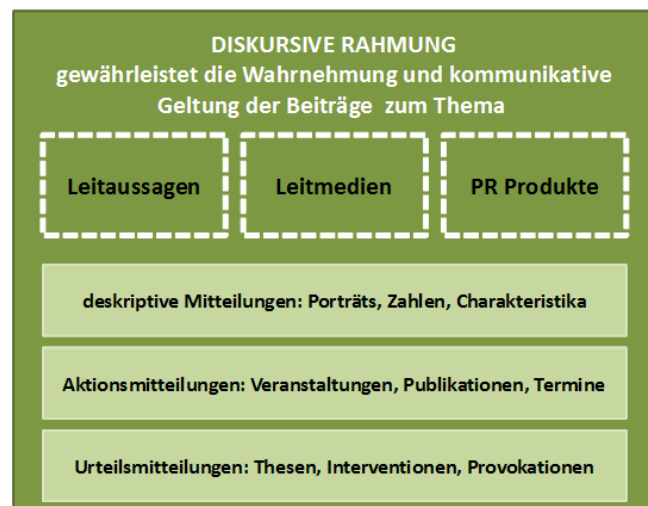 DISKURSIVE RAHMUNG
gewährleistet die Wahrnehmung und kommunikative
Geltung der Beiträge zum Thema
Leitaussagen
Leitmedien
PR Produkte
deskriptive Mitteilungen: Porträts, Zahlen, Charakteristika
Aktionsmitteilungen: Veranstaltungen, Publikationen, Termine
Urteilsmitteilungen: Thesen, Interventionen, Provokationen